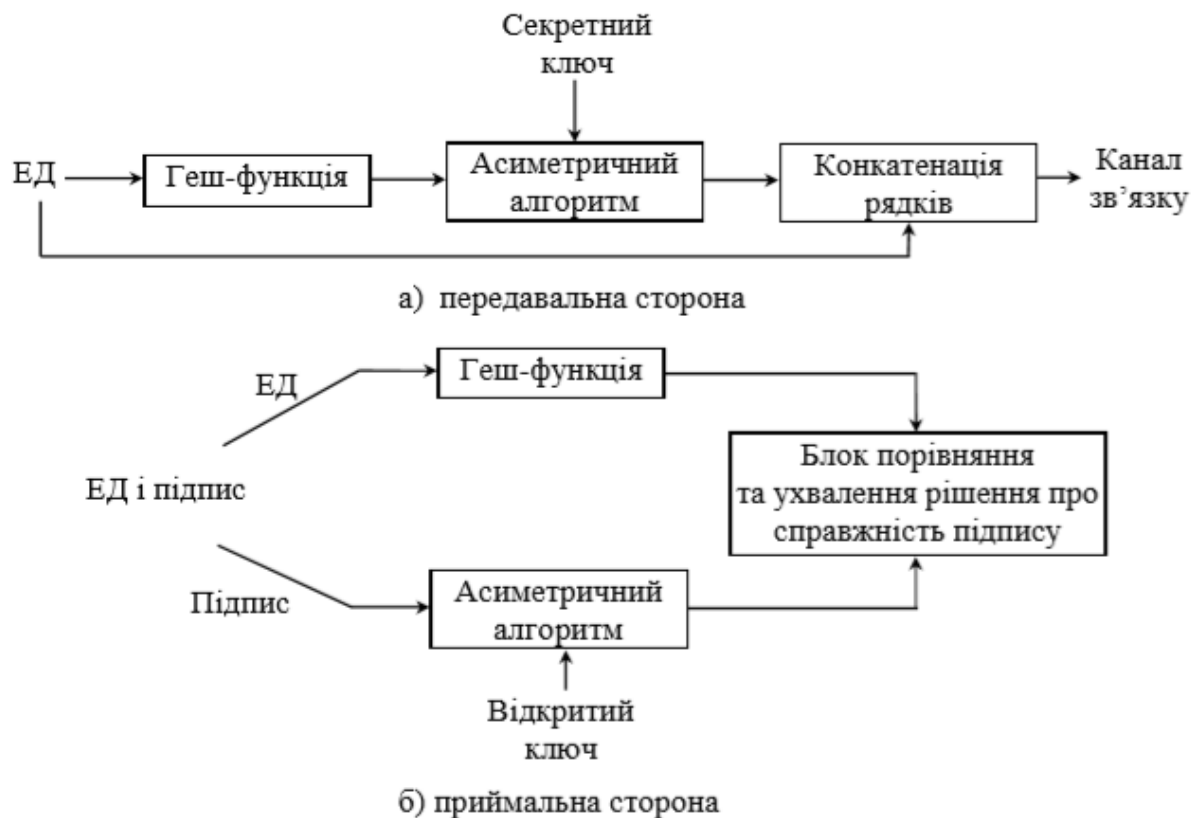 Секретний
ключ
ЕД
Геш-функція
Асиметричний
алгоритм
Конкатенація
рядків
Канал
зв’язку
а) передавальна сторона
ЕД
Геш-функція
ЕД і підпис
Блок порівняння
та ухвалення рішення про
справжність підпису
Підпис
Асиметричний
алгоритм
Відкритий
ключ
б) приймальна сторона